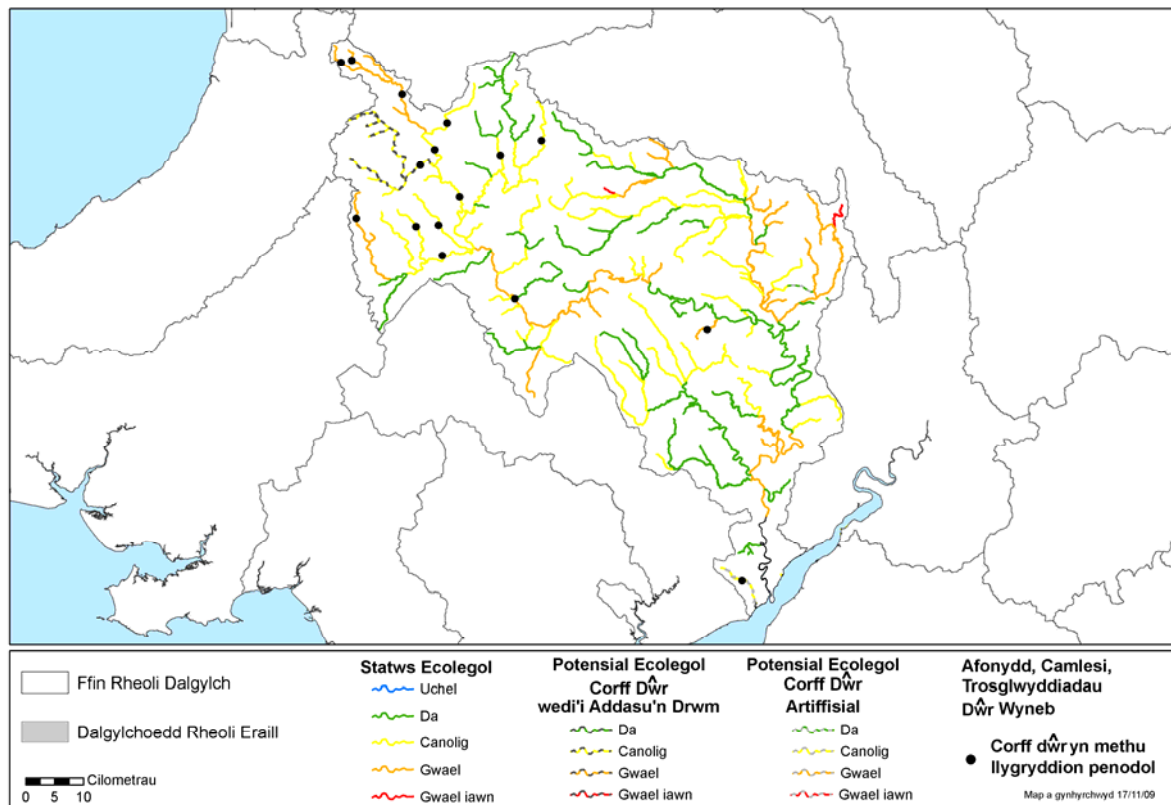 Ffin Rheoli Dalgylch
Dalgylchoedd Rheoli Eraill
Cilometrau
0 5 10
Statws Ecolegol
Uchel
Da
Canolig
Gwael
Gwael iawn
Potensial Ecolegol
Corff Dŵr
wedi'i Addasu'n Drwm
Da
Canolig
Gwael
Gwael iawn
Potensial Ecolegol
Corff Dŵr
Artiffisial
Da
Canolig
Gwael
Gwael iawn
Afonydd, Camlesi,
Trosglwyddiadau
Dŵr Wyneb
Corff dŵr yn methu
llygryddion penodol
Map a gynhyrchwyd 17/11/09